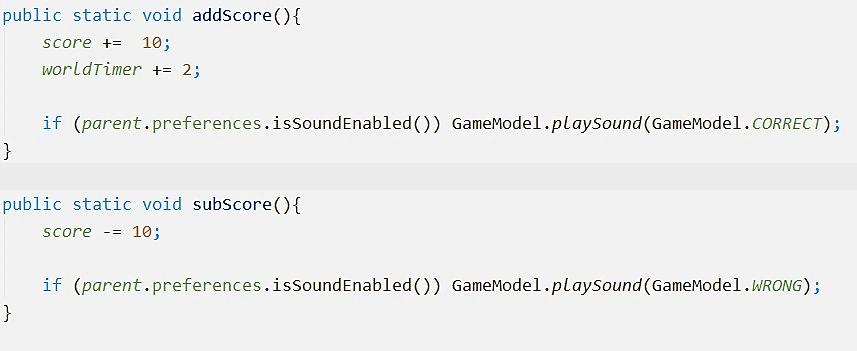 public static void addScore(){
    score +=  10;
    worldTimer += 2;
    if (parent.preferences.isSoundEnabled()) GameModel.playSound(GameModel.CORRECT);
}
public static void subScore(){
    score -= 10;
    if (parent.preferences.isSoundEnabled()) GameModel.playSound(GameModel.WRONG);
}